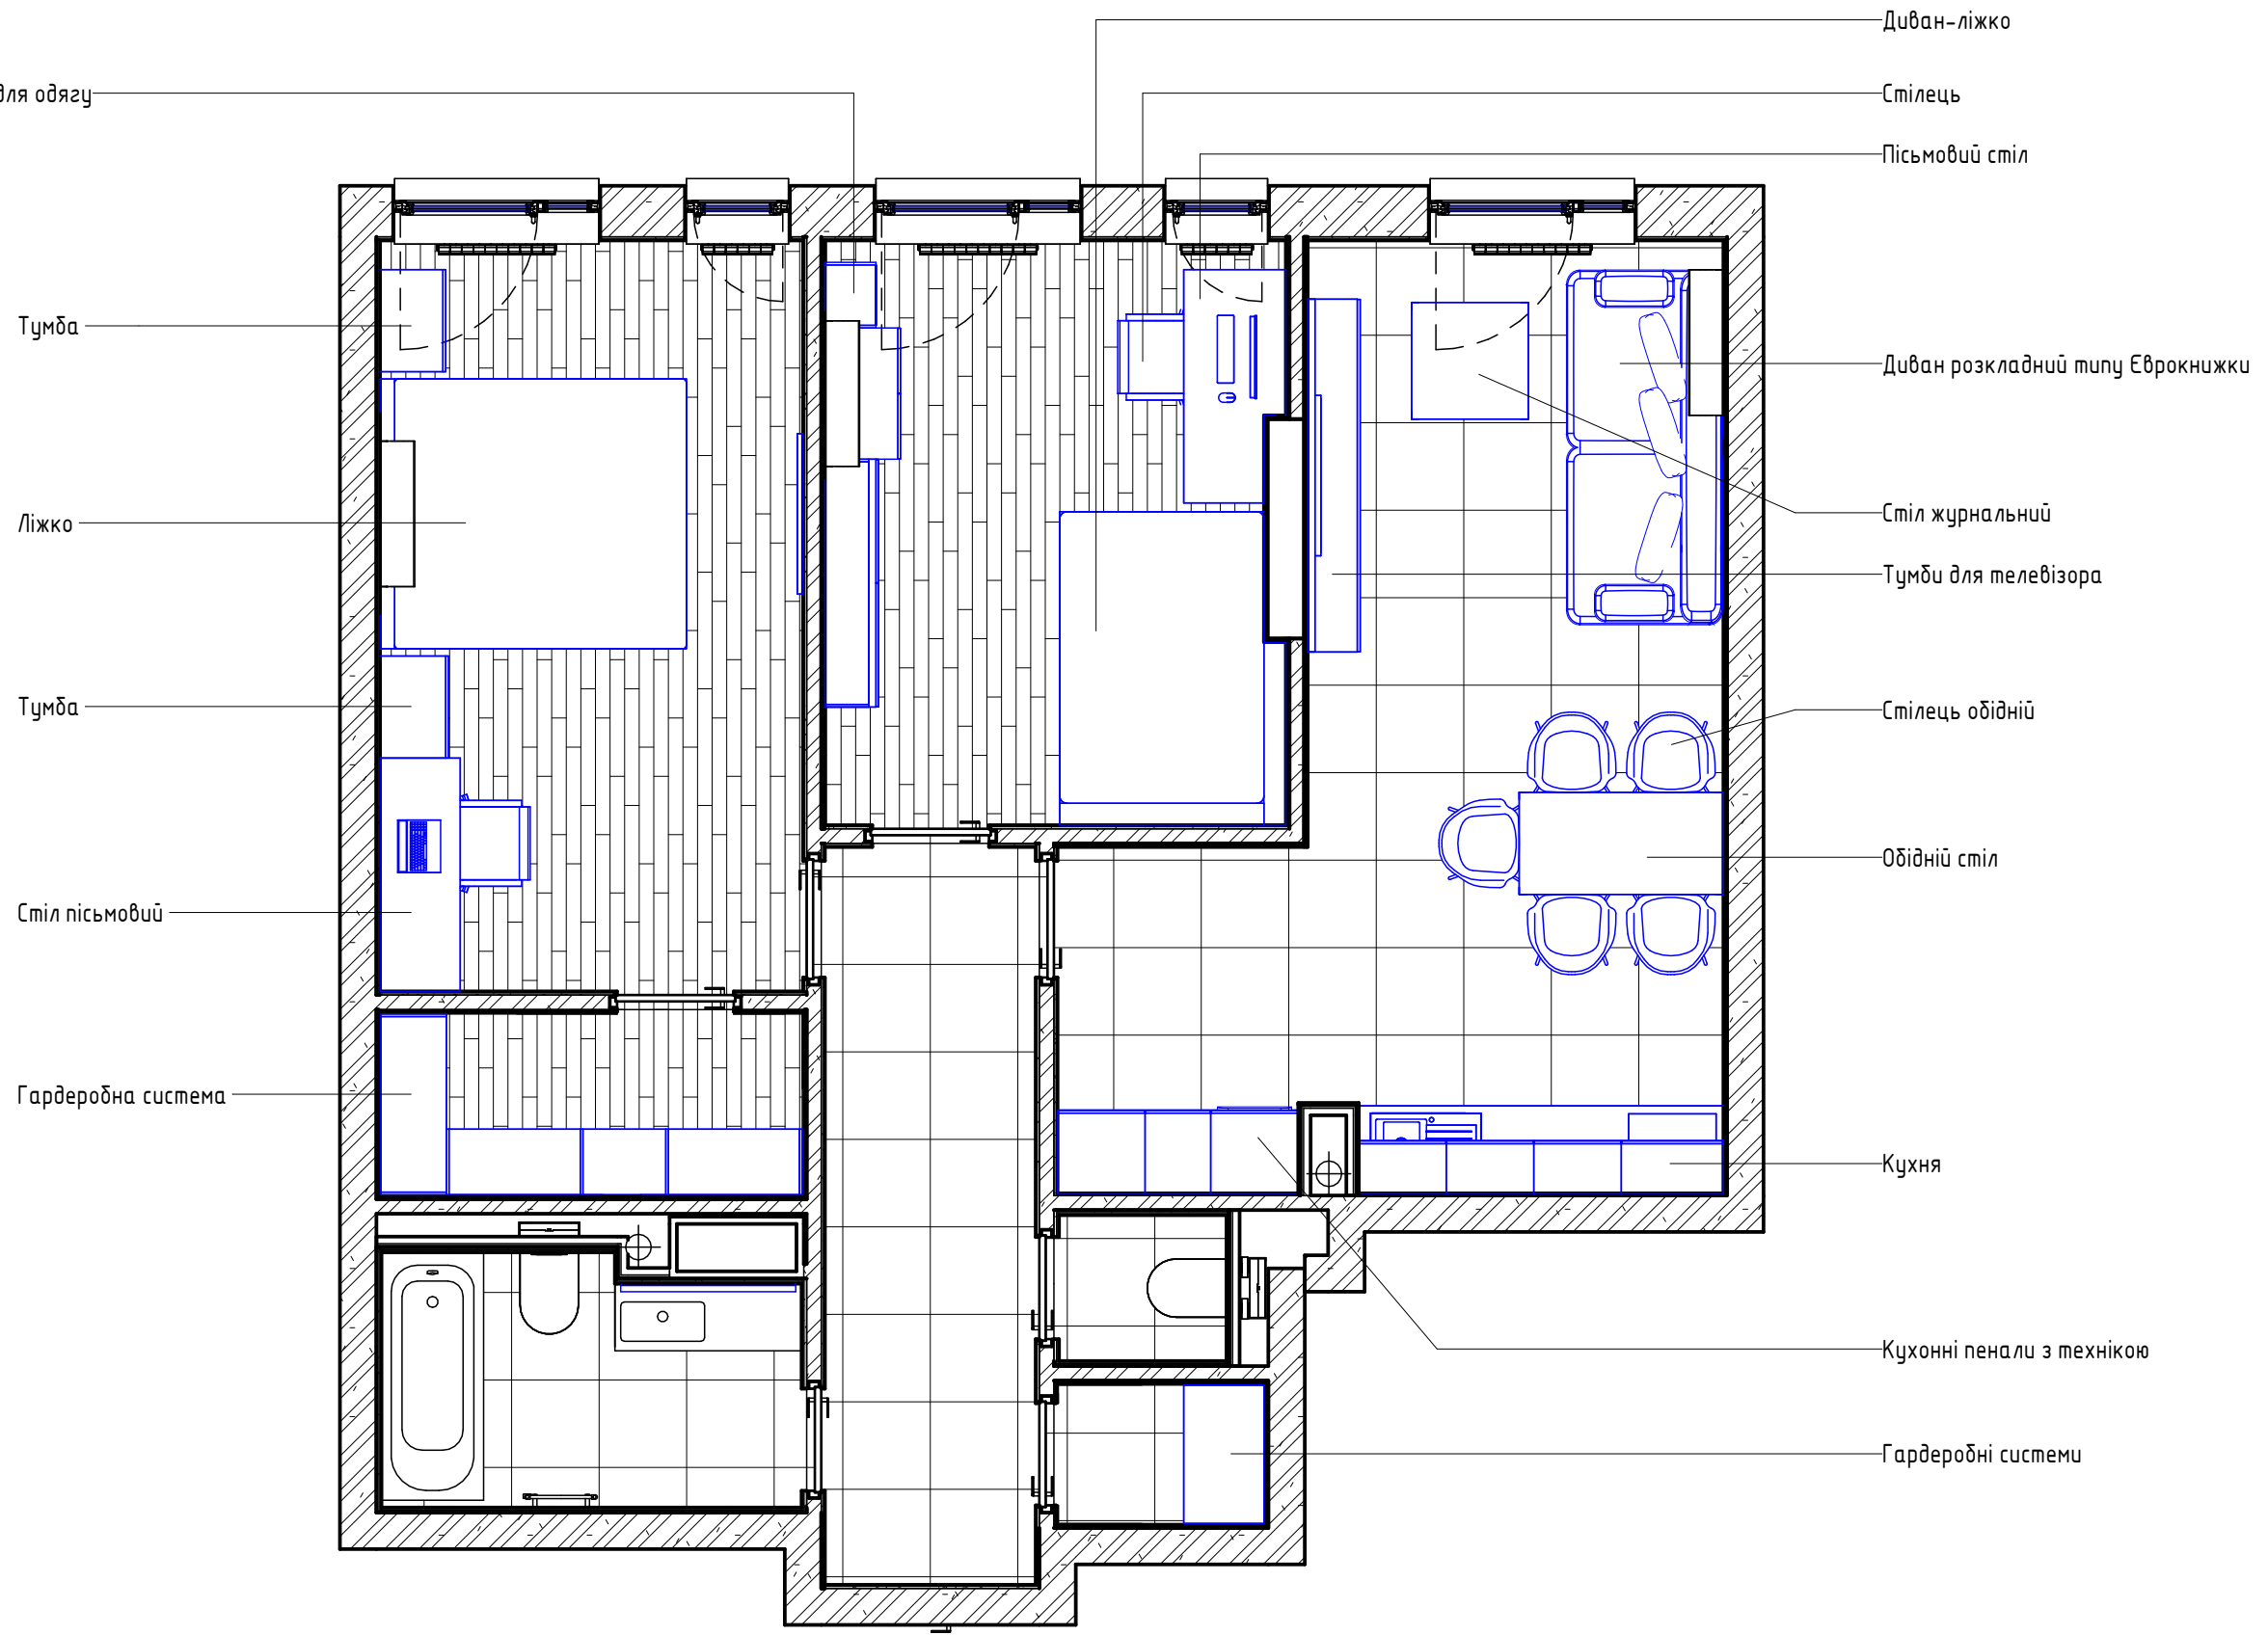 Диван-ліжко
для одягу
Стілець
Пісьмовий стіл
Тумба
Диван розкладний типу Єврокнижки
Ліжко
Стіл журнальний
Тумби для телевізора
Тумба
Стілець обідній
Обідній стіл
Стіл пісьмовий
Гардеробна система
Кухня
Кухонні пенали з технікою
Гардеробні системи